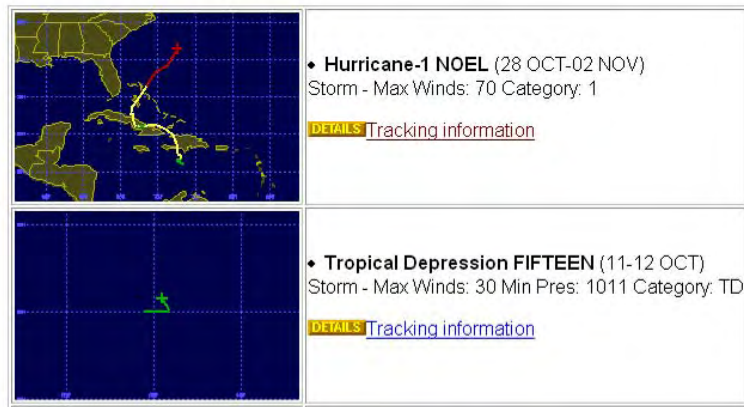 ♦ Hurricane-1 NOEL (28 OCT-02 NOV)
Storm - Max Winds: 70 Category: 1
DETAILS Tracking information
♦ Tropical Depression FIFTEEN (11-12 OCT)
Storm - Max Winds: 30 Min Pres: 1011 Category: TD
DETAILS Tracking information